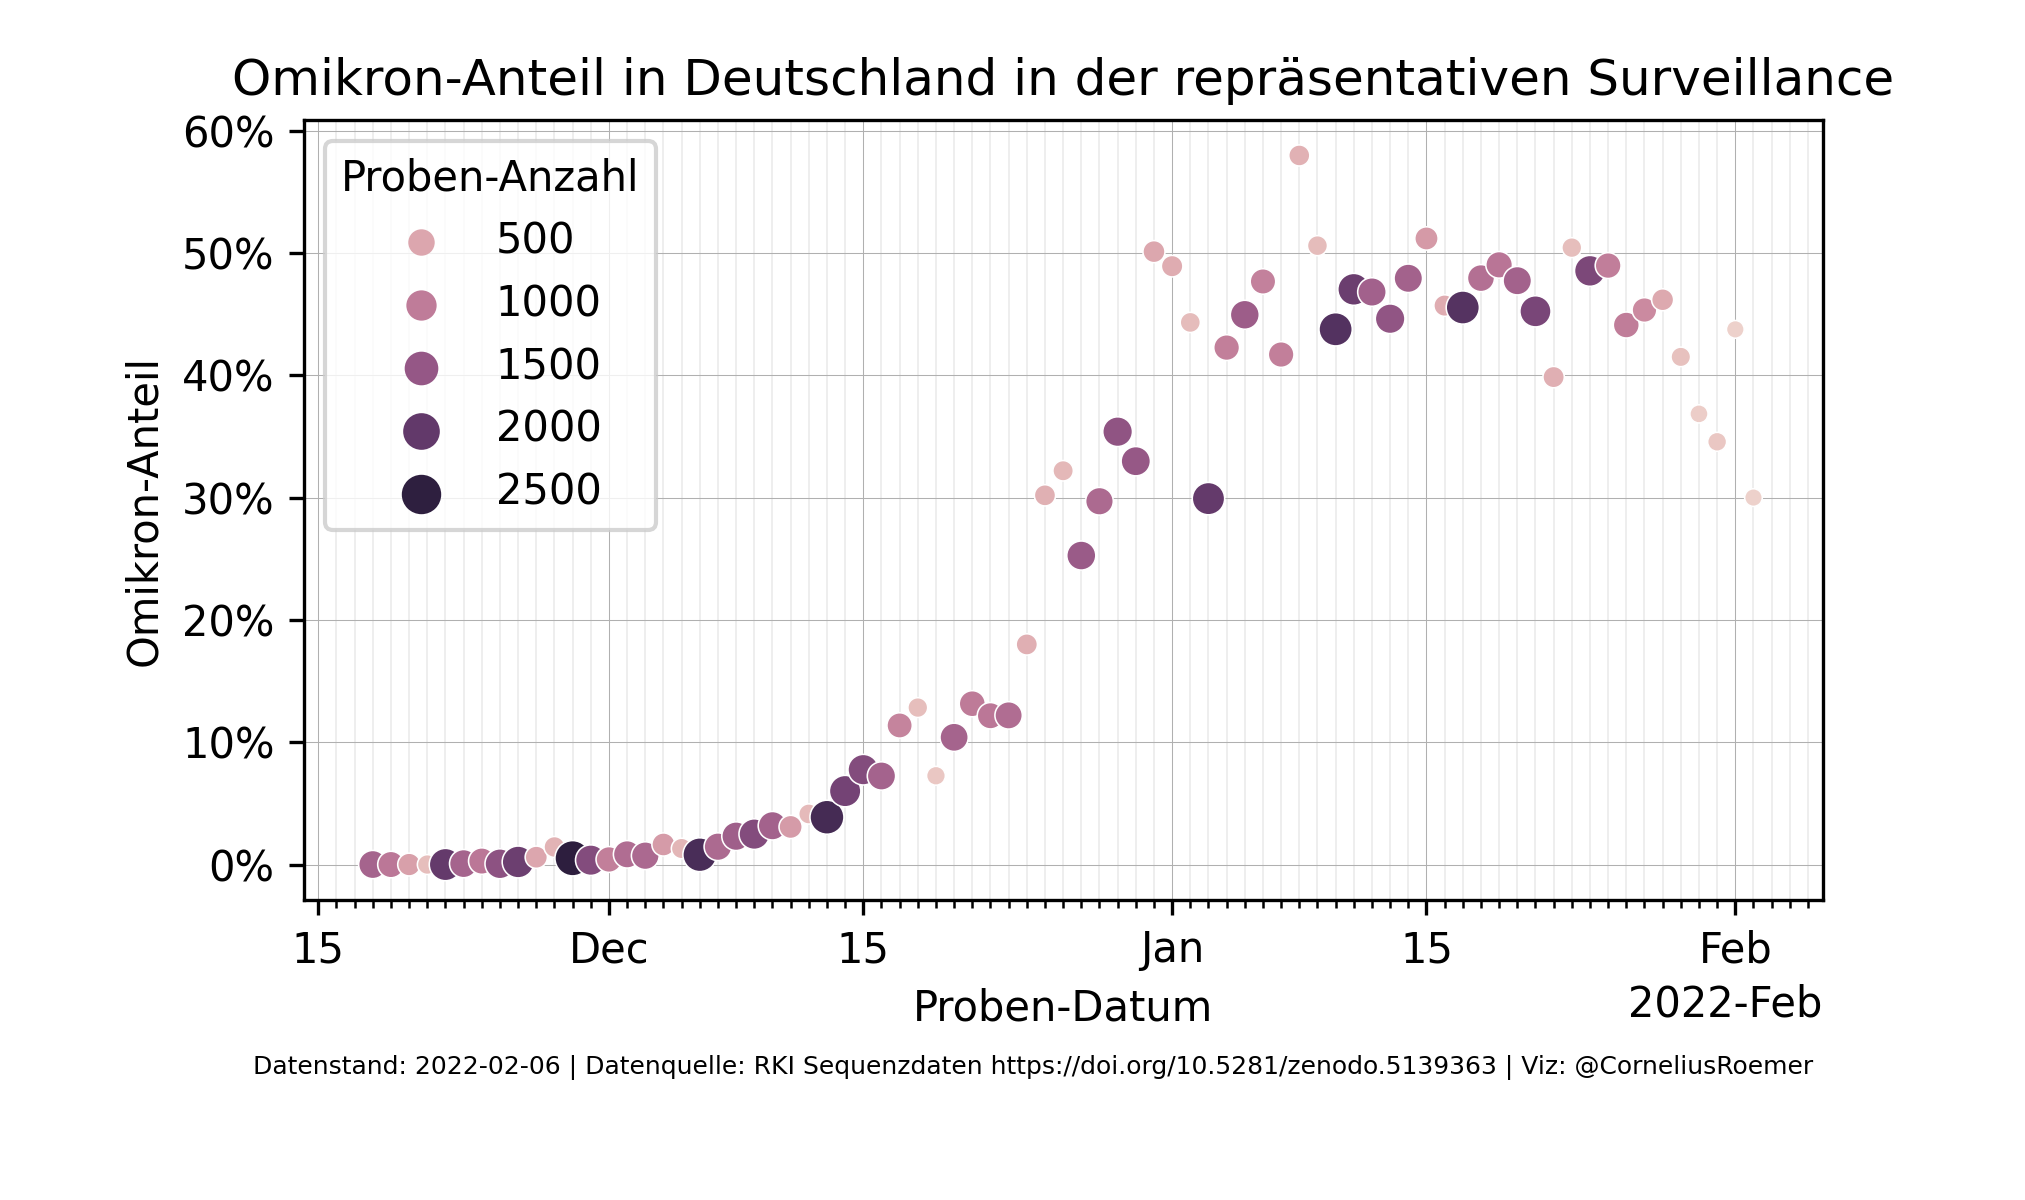 Omikron-Anteil in Deutschland in der repräsentativen Surveillance
60%
50%
40%
30%
20%
10%
0%
Omikron-Anteil
Proben-Anzahl
500
1000
1500
2000
2500
15 Dec 15 Jan 15 Feb
2022-Feb
Proben-Datum
Datenstand: 2022-02-06 | Datenquelle: RKI Sequenzdaten https://doi.org/10.5281/zenodo.5139363 | Viz: @CorneliusRoemer